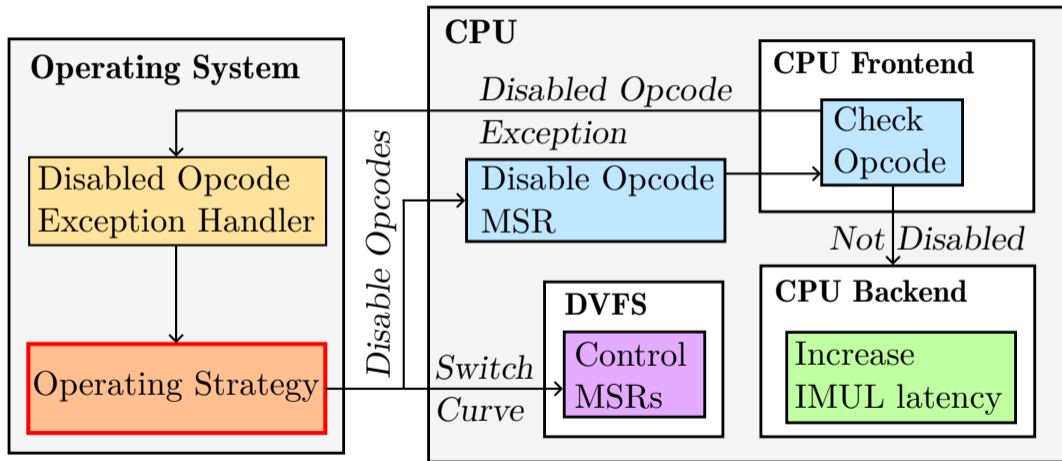 Operating System
Disabled Opcode
Exception Handler
Operating Strategy
Disable Opcodes
Switch
Curve
CPU
Disabled Opcode
Exception
Disable Opcode
MSR
CPU Frontend
Check
Opcode
Not Disabled
DVFS
Control
MSRs
CPU Backend
Increase
IMUL latency